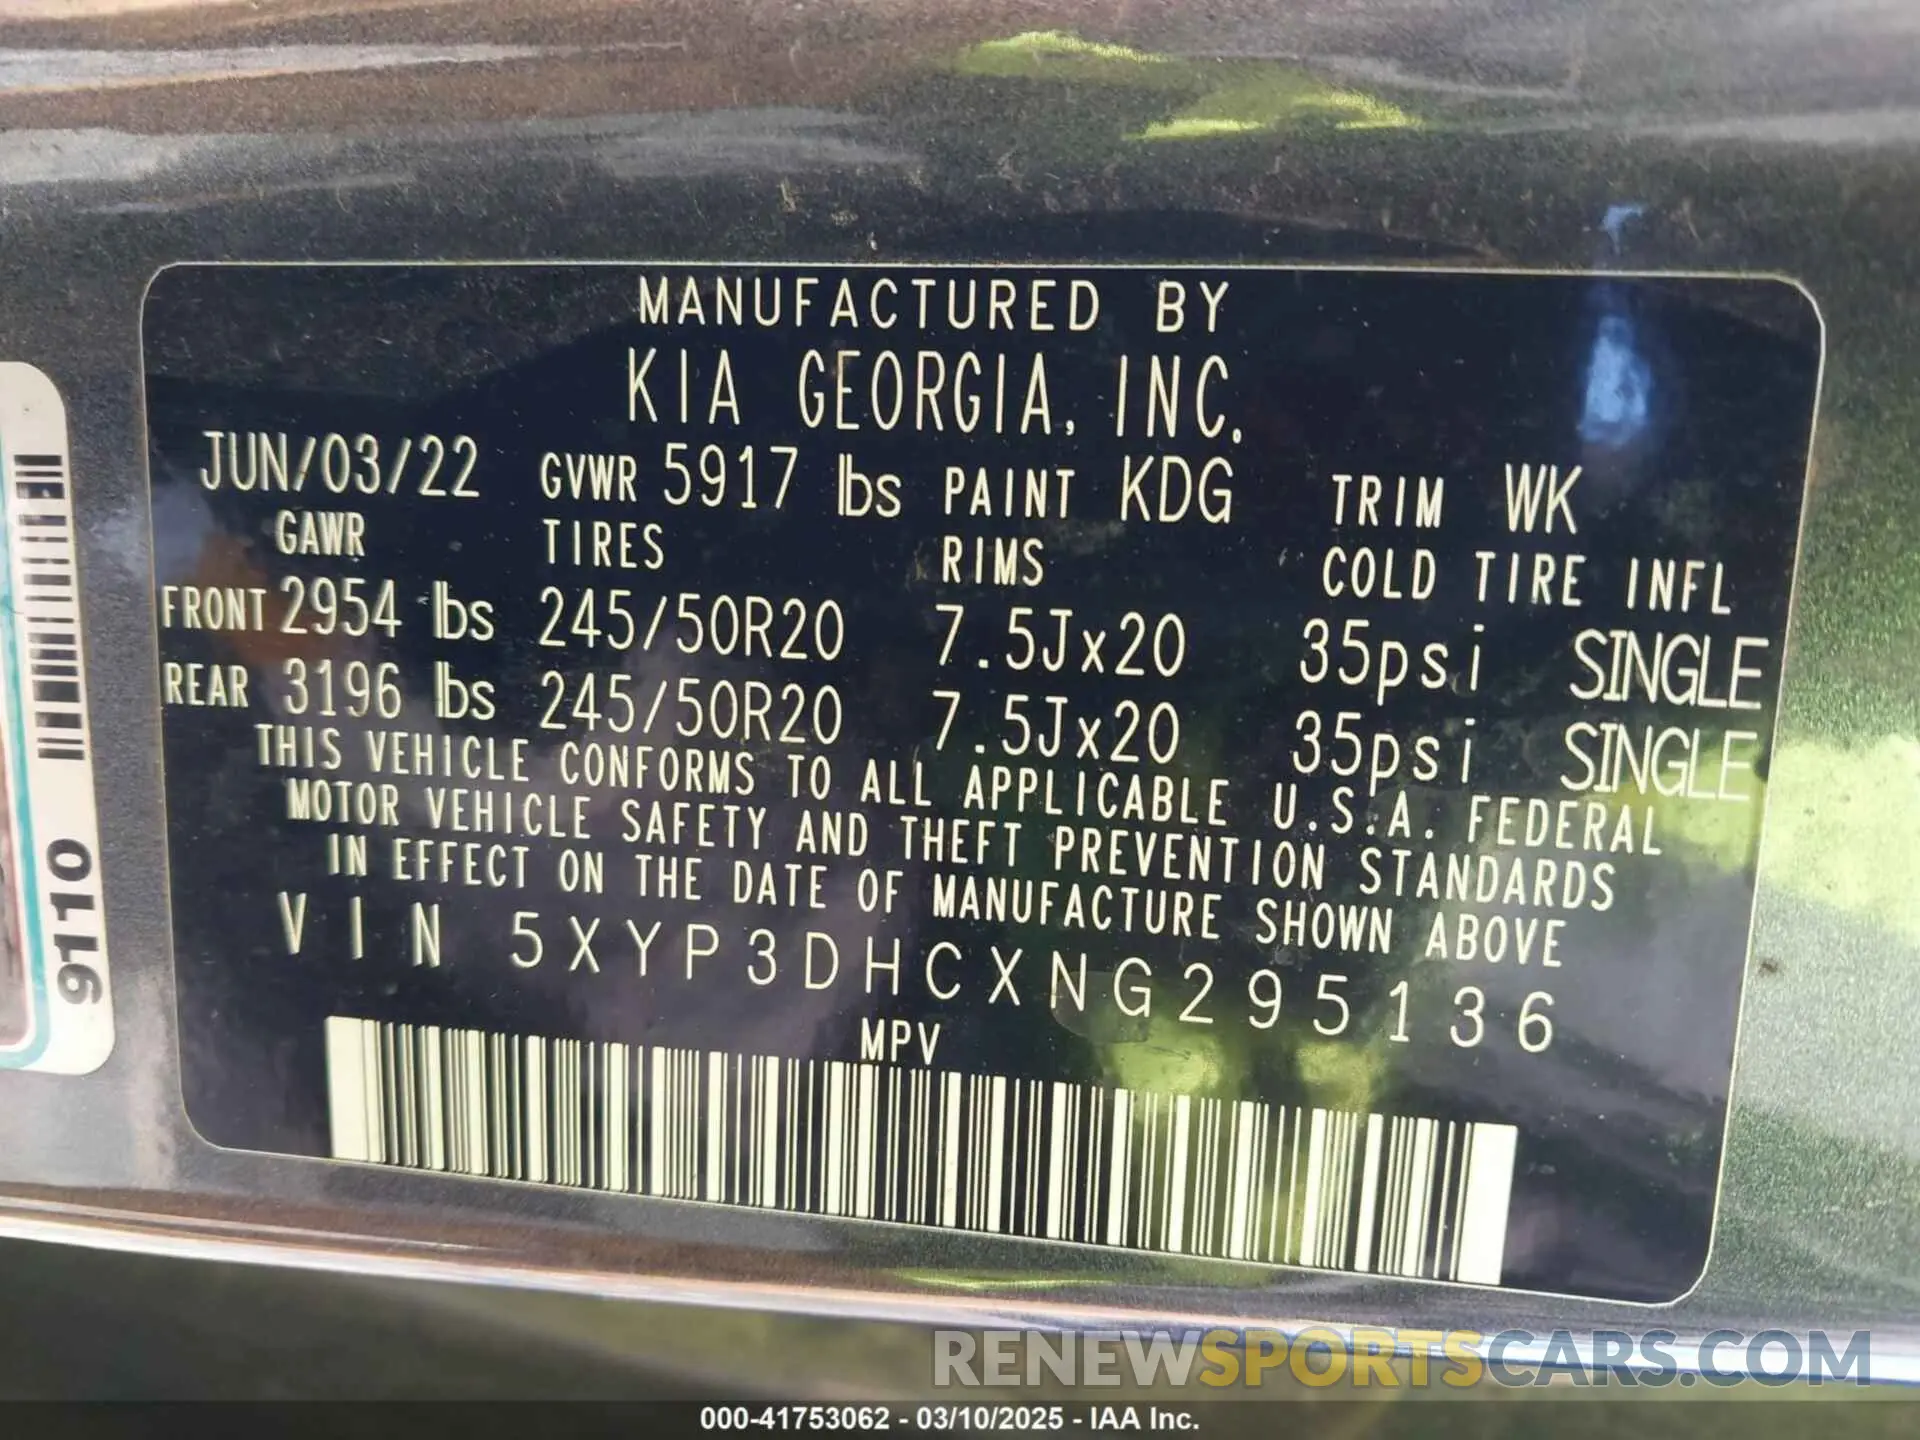 MANUFACTURED BY
KIA GEORGIA, INC.
JUN/03/22 GVWR 5917 lbs PAINT KDG TRIM WK
GAWR TIRES RIMS COLD TIRE INFL
FRONT 2954 lbs 245/50R20 7.5Jx20 35psi SINGLE
REAR 3196 lbs 245/50R20 7.5Jx20 35psi SINGLE
THIS VEHICLE CONFORMS TO ALL APPLICABLE U.S.A. FEDERAL
MOTOR VEHICLE SAFETY AND THEFT PREVENTION STANDARDS
IN EFFECT ON THE DATE OF MANUFACTURE SHOWN ABOVE
VIN 5XYP3DHCXNG295136
MPV
9110
RENEWSPORTSCARS.COM
000-41753062 - 03/10/2025 - IAA Inc.